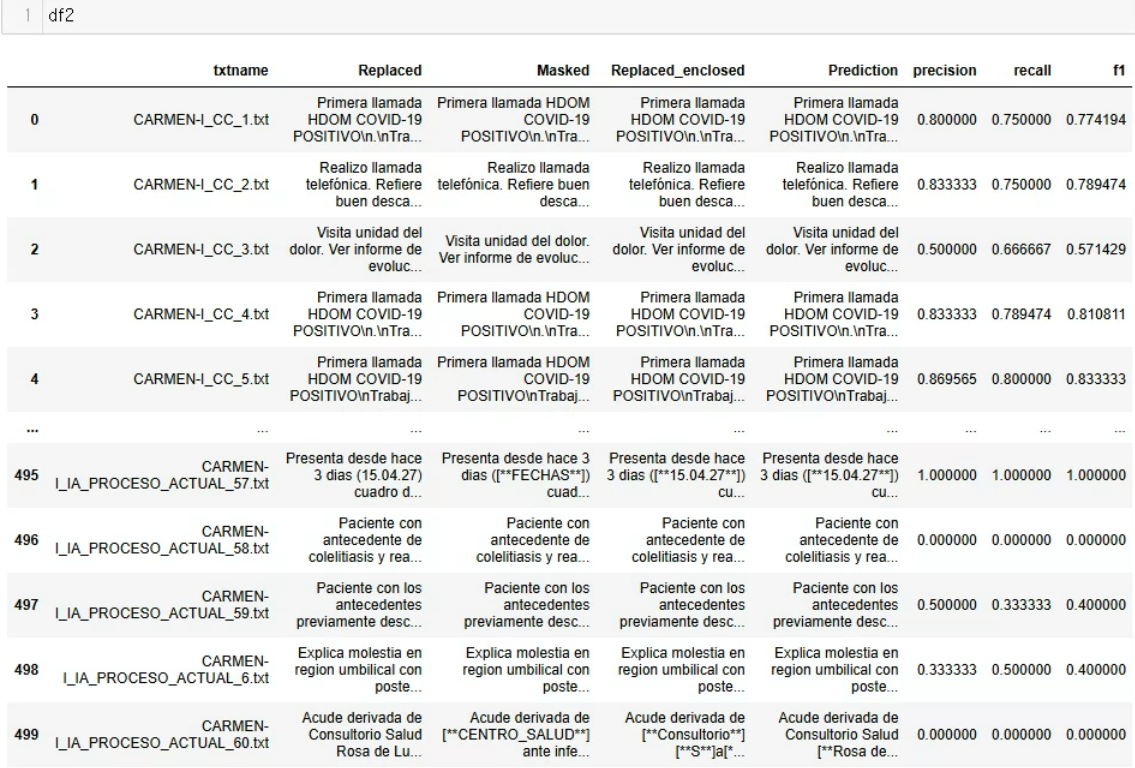 1 df2
txtname Replaced Masked Replaced_enclosed Prediction precision recall f1
Primera llamada Primera llamada HDOM Primera llamada Primera llamada
0 CARMEN-I_CC_1.txt HDOM COVID-19 COVID-19 HDOM COVID-19 HDOM COVID-19 0.800000 0.750000 0.774194
POSITIVO\n.\nTra... POSITIVO\n.\nTra... POSITIVO\n.\nTra... POSITIVO\n.\nTra...
Realizo llamada Realizo llamada Realizo llamada Realizo llamada
1 CARMEN-I_CC_2.txt telefónica. Refiere telefónica. Refiere buen telefónica. Refiere telefónica. Refiere 0.833333 0.750000 0.789474
buen desca... desca... buen desca... buen desca...
Visita unidad del Visita unidad del dolor. Visita unidad del Visita unidad del
2 CARMEN-I_CC_3.txt dolor. Ver informe de Ver informe de evoluc... dolor. Ver informe de dolor. Ver informe de 0.500000 0.666667 0.571429
evoluc... evoluc... evoluc...
Primera llamada Primera llamada HDOM Primera llamada Primera llamada
3 CARMEN-I_CC_4.txt HDOM COVID-19 COVID-19 HDOM COVID-19 HDOM COVID-19 0.833333 0.789474 0.810811
POSITIVO\n.\nTra... POSITIVO\n.\nTra... POSITIVO\n.\nTra... POSITIVO\n.\nTra...
Primera llamada Primera llamada HDOM Primera llamada Primera llamada
4 CARMEN-I_CC_5.txt HDOM COVID-19 COVID-19 HDOM COVID-19 HDOM COVID-19 0.869565 0.800000 0.833333
POSITIVO\nTrabaj... POSITIVO\nTrabaj... POSITIVO\nTrabaj... POSITIVO\nTrabaj...
... ... ... ... ... ... ... ... ...
Presenta desde hace Presenta desde hace 3 Presenta desde hace Presenta desde hace
495 CARMEN-I_IA_PROCESO_ACTUAL_57.txt 3 dias (15.04.27) dias ([**FECHAS**]) 3 dias ([**15.04.27**]) 3 dias ([**15.04.27**]) 1.000000 1.000000 1.000000
cuadro d... cuad... cu... cu...
Paciente con Paciente con Paciente con Paciente con
496 CARMEN-I_IA_PROCESO_ACTUAL_58.txt antecedente de antecedente de antecedente de antecedente de 0.000000 0.000000 0.000000
colelitiasis y rea... colelitiasis y rea... colelitiasis y rea... colelitiasis y rea...
Paciente con los Paciente con los Paciente con los Paciente con los
497 CARMEN-I_IA_PROCESO_ACTUAL_59.txt antecedentes antecedentes antecedentes antecedentes 0.500000 0.333333 0.400000
previamente desc... previamente desc... previamente desc... previamente desc...
Explica molestia en Explica molestia en Explica molestia en Explica molestia en
498 CARMEN-I_IA_PROCESO_ACTUAL_6.txt region umbilical con region umbilical con region umbilical con region umbilical con 0.333333 0.500000 0.400000
poste... poste... poste... poste...
Acude derivada de Acude derivada de Acude derivada de Acude derivada de
499 CARMEN-I_IA_PROCESO_ACTUAL_60.txt Consultorio Salud [**CENTRO_SALUD**] [**Consultorio**] Consultorio Salud 0.000000 0.000000 0.000000
Rosa de Lu... ante infe... [**S**]a[*... [**Rosa de...